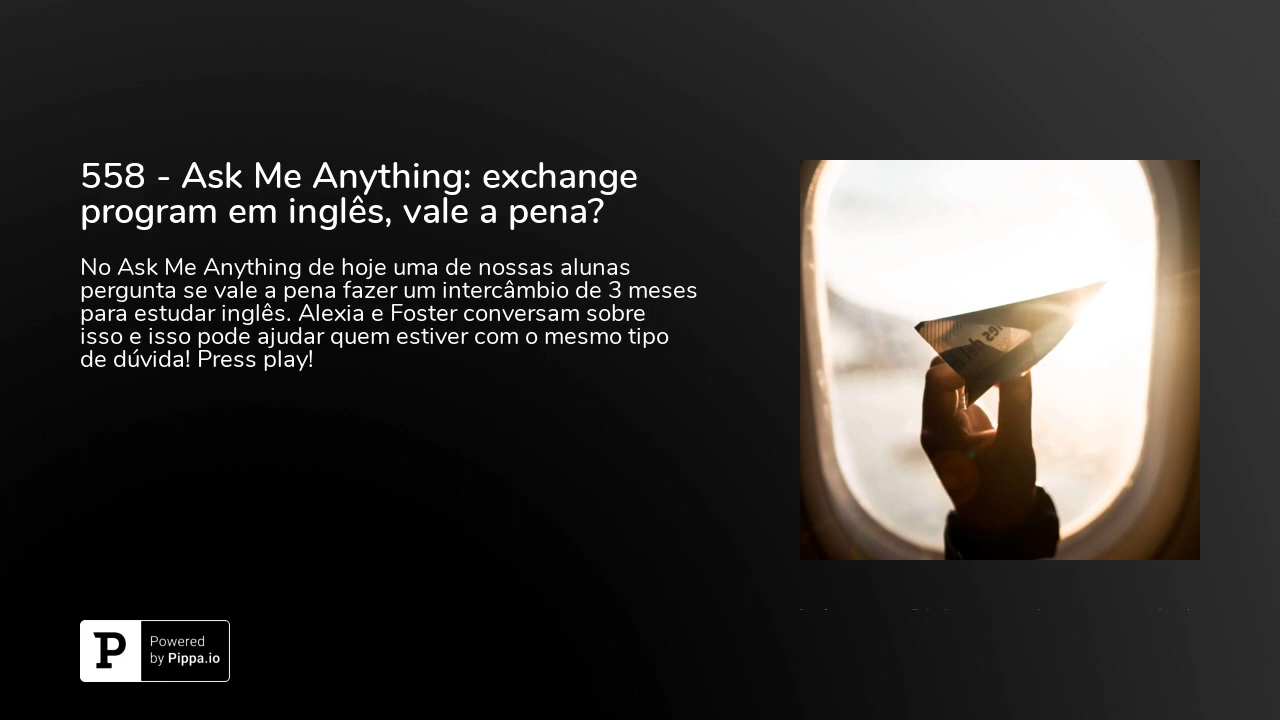 558 - Ask Me Anything: exchange
program em inglês, vale a pena?
No Ask Me Anything de hoje uma de nossas alunas
pergunta se vale a pena fazer um intercâmbio de 3 meses
para estudar inglês. Alexia e Foster conversam sobre
isso e isso pode ajudar quem estiver com o mesmo tipo
de dúvida! Press play!
P
Powered
by Pippa.io